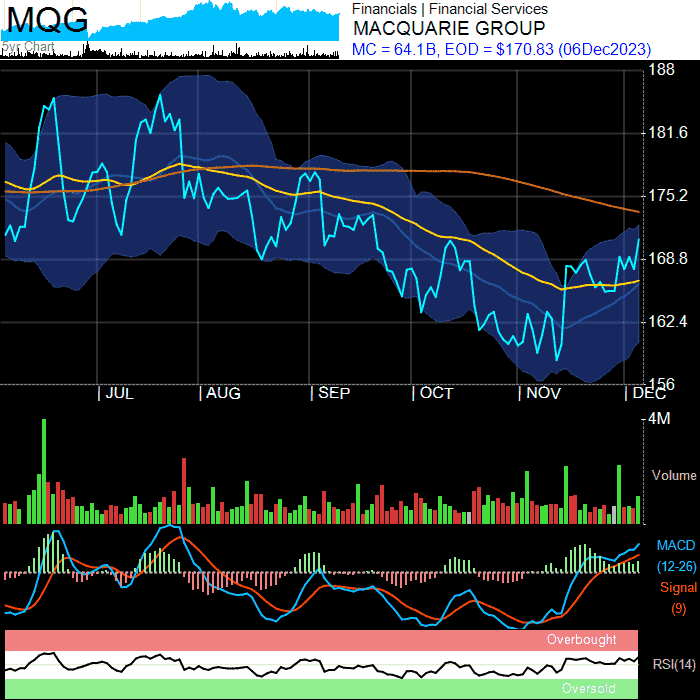 MQG
5yr Chart
Financials | Financial Services
MACQUARIE GROUP
MC = 64.1B, EOD = $170.83 (06Dec2023)
188
181.6
175.2
168.8
162.4
156
| JUL | AUG | SEP | OCT | NOV | DEC
4M
Volume
MACD
(12-26)
Signal
(9)
Overbought
RSI(14)
Oversold